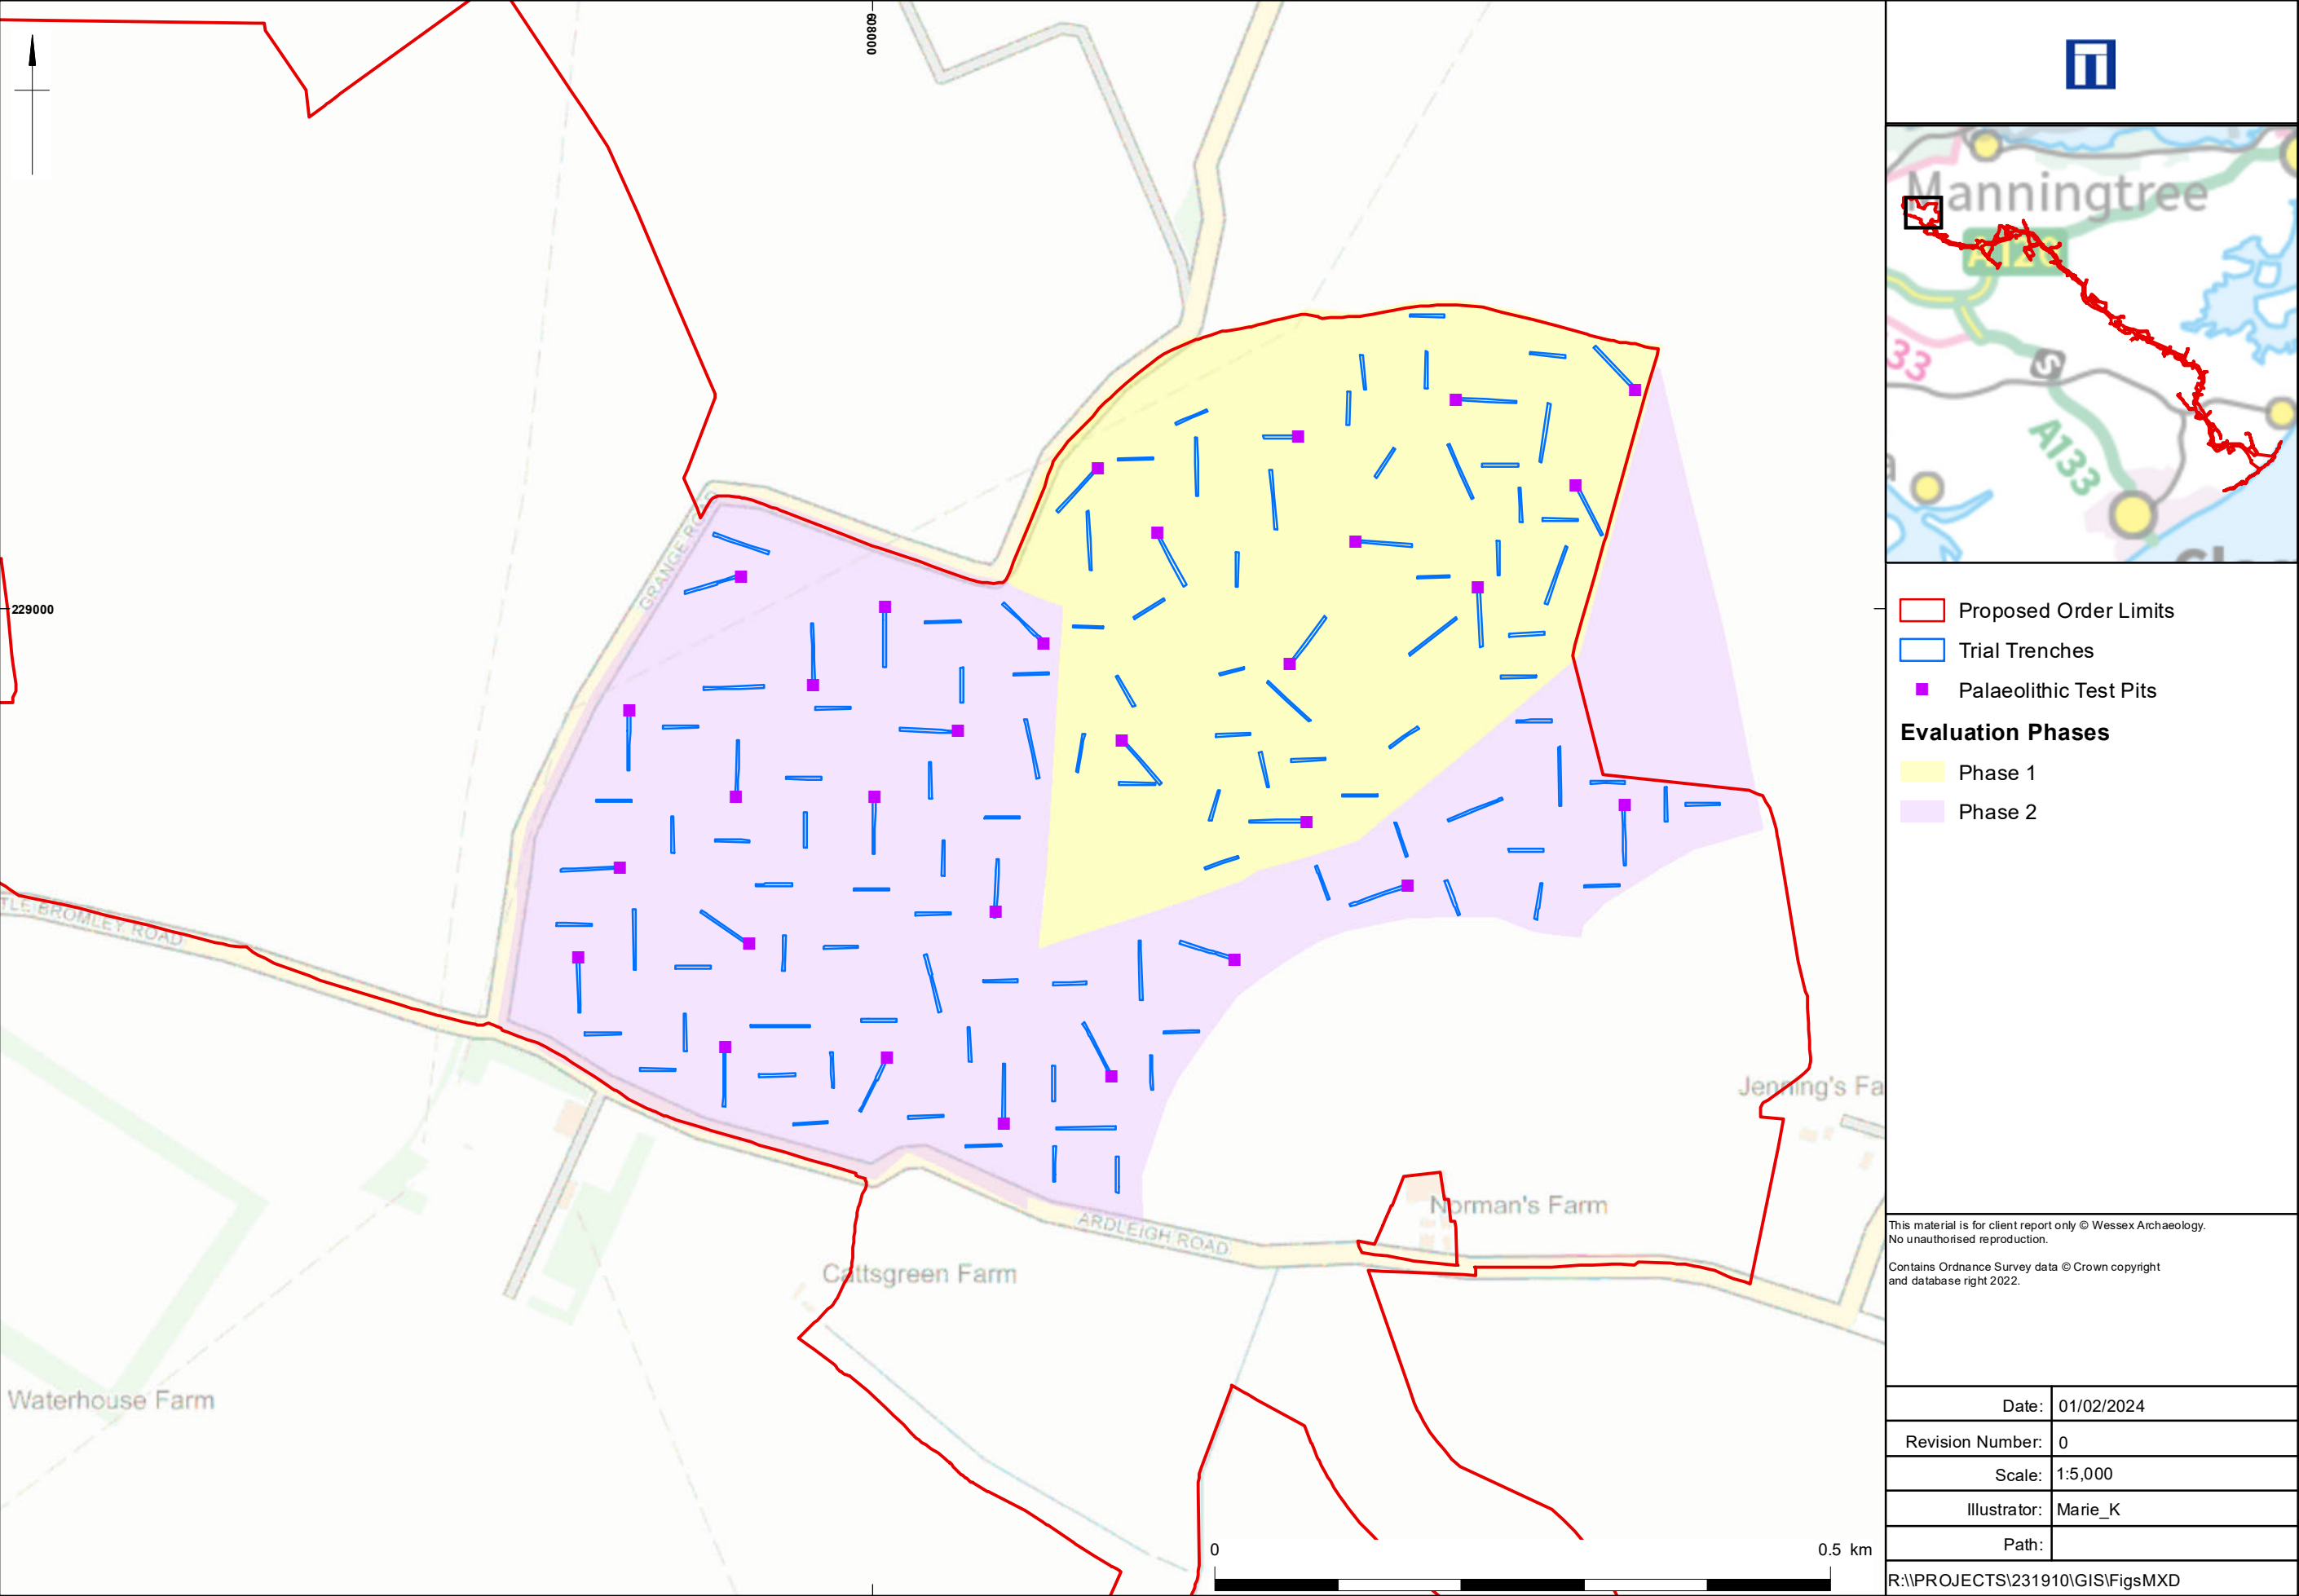 608000
229000
GRANGE ROAD
TLE BROMLEY ROAD
ARDLEIGH ROAD
Cattsgreen Farm
Norman's Farm
Jenning's Fa
Waterhouse Farm
0 0.5 km
Manningtree
A120
33
S
A133
a
Proposed Order Limits
Trial Trenches
Palaeolithic Test Pits
Evaluation Phases
Phase 1
Phase 2
This material is for client report only © Wessex Archaeology.
No unauthorised reproduction.
Contains Ordnance Survey data © Crown copyright
and database right 2022.
Date: 01/02/2024
Revision Number: 0
Scale: 1:5,000
Illustrator: Marie_K
Path:
R:\\PROJECTS\231910\GIS\FigsMXD